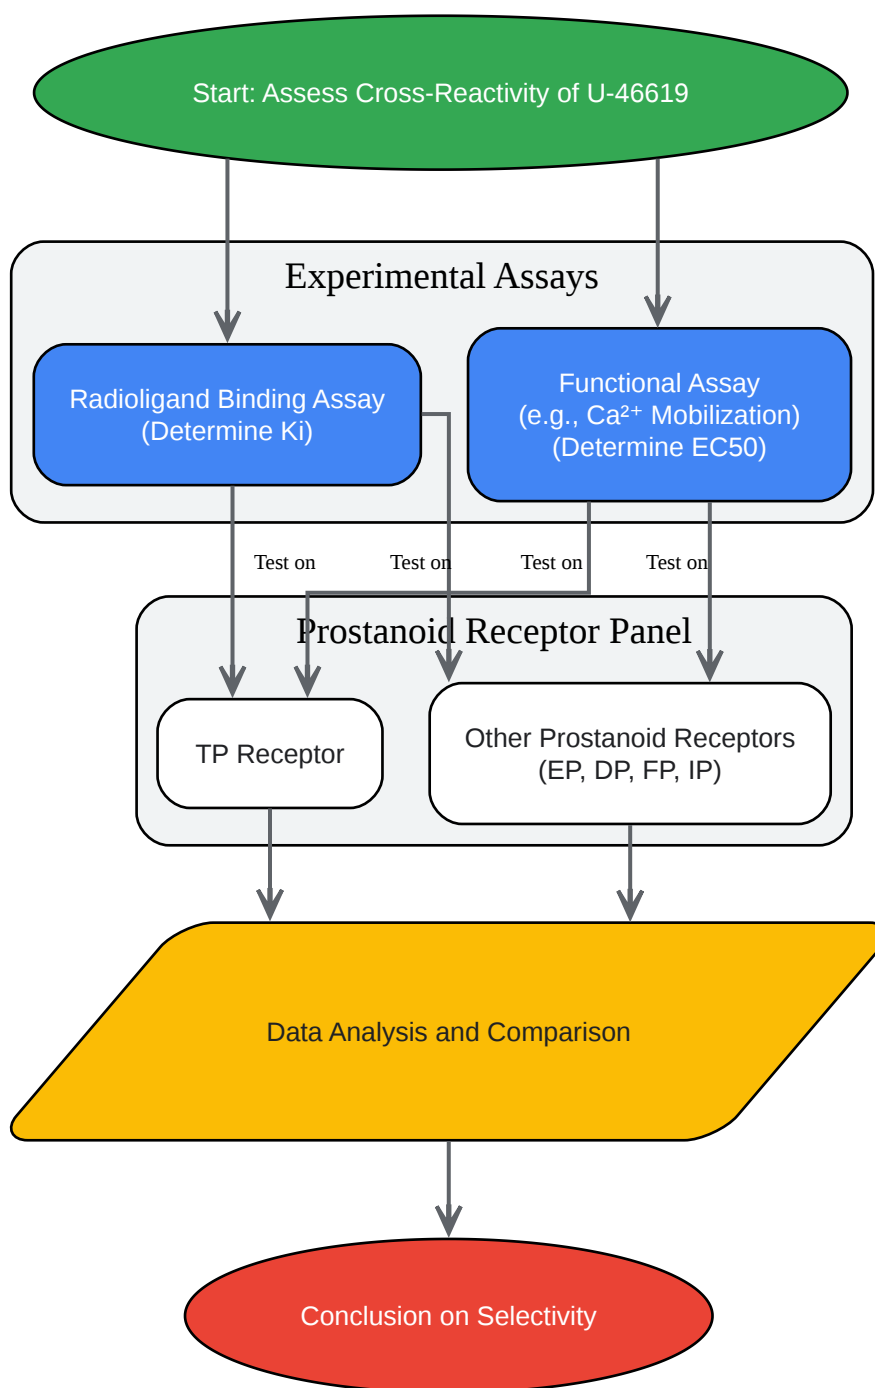 Start: Assess Cross-Reactivity of U-46619
Experimental Assays
Radioligand Binding Assay
(Determine Ki)
Functional Assay
(e.g., Ca²⁺ Mobilization)
(Determine EC50)
Test on
Test on
Test on
Test on
Prostanoid Receptor Panel
TP Receptor
Other Prostanoid Receptors
(EP, DP, FP, IP)
Data Analysis and Comparison
Conclusion on Selectivity